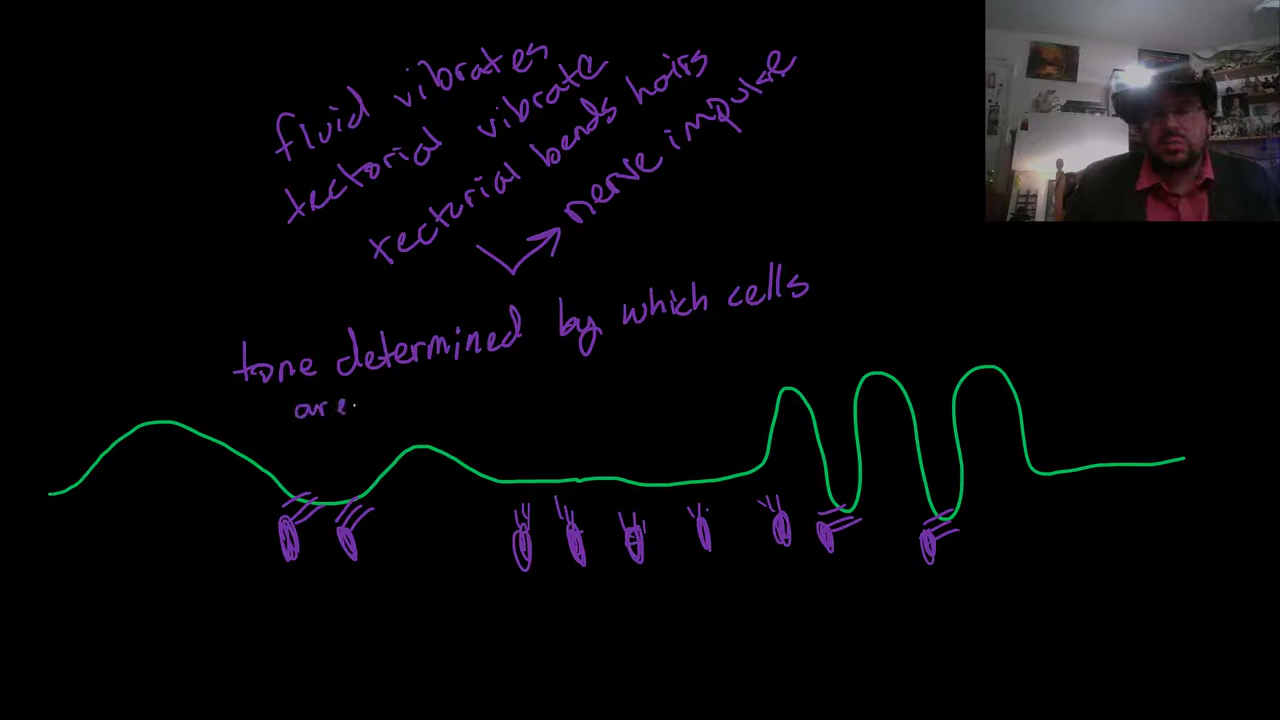 fluid vibrates
tectorial vibrate
tectorial bends hairs
nerve impulse
tone determined by which cells
are